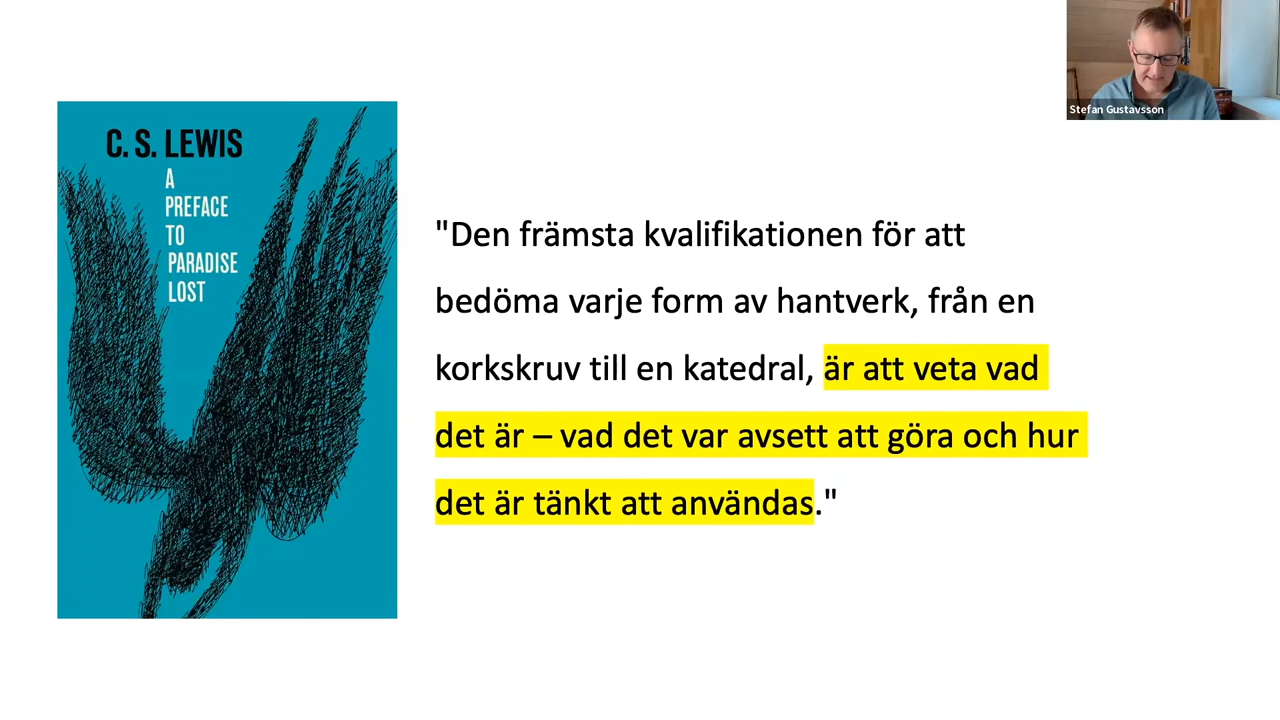 C. S. LEWIS
A
PREFACE
TO
PARADISE
LOST
"Den främsta kvalifikationen för att
bedöma varje form av hantverk, från en
korkskruv till en katedral, är att veta vad
det är – vad det var avsett att göra och hur
det är tänkt att användas."
Stefan Gustavsson